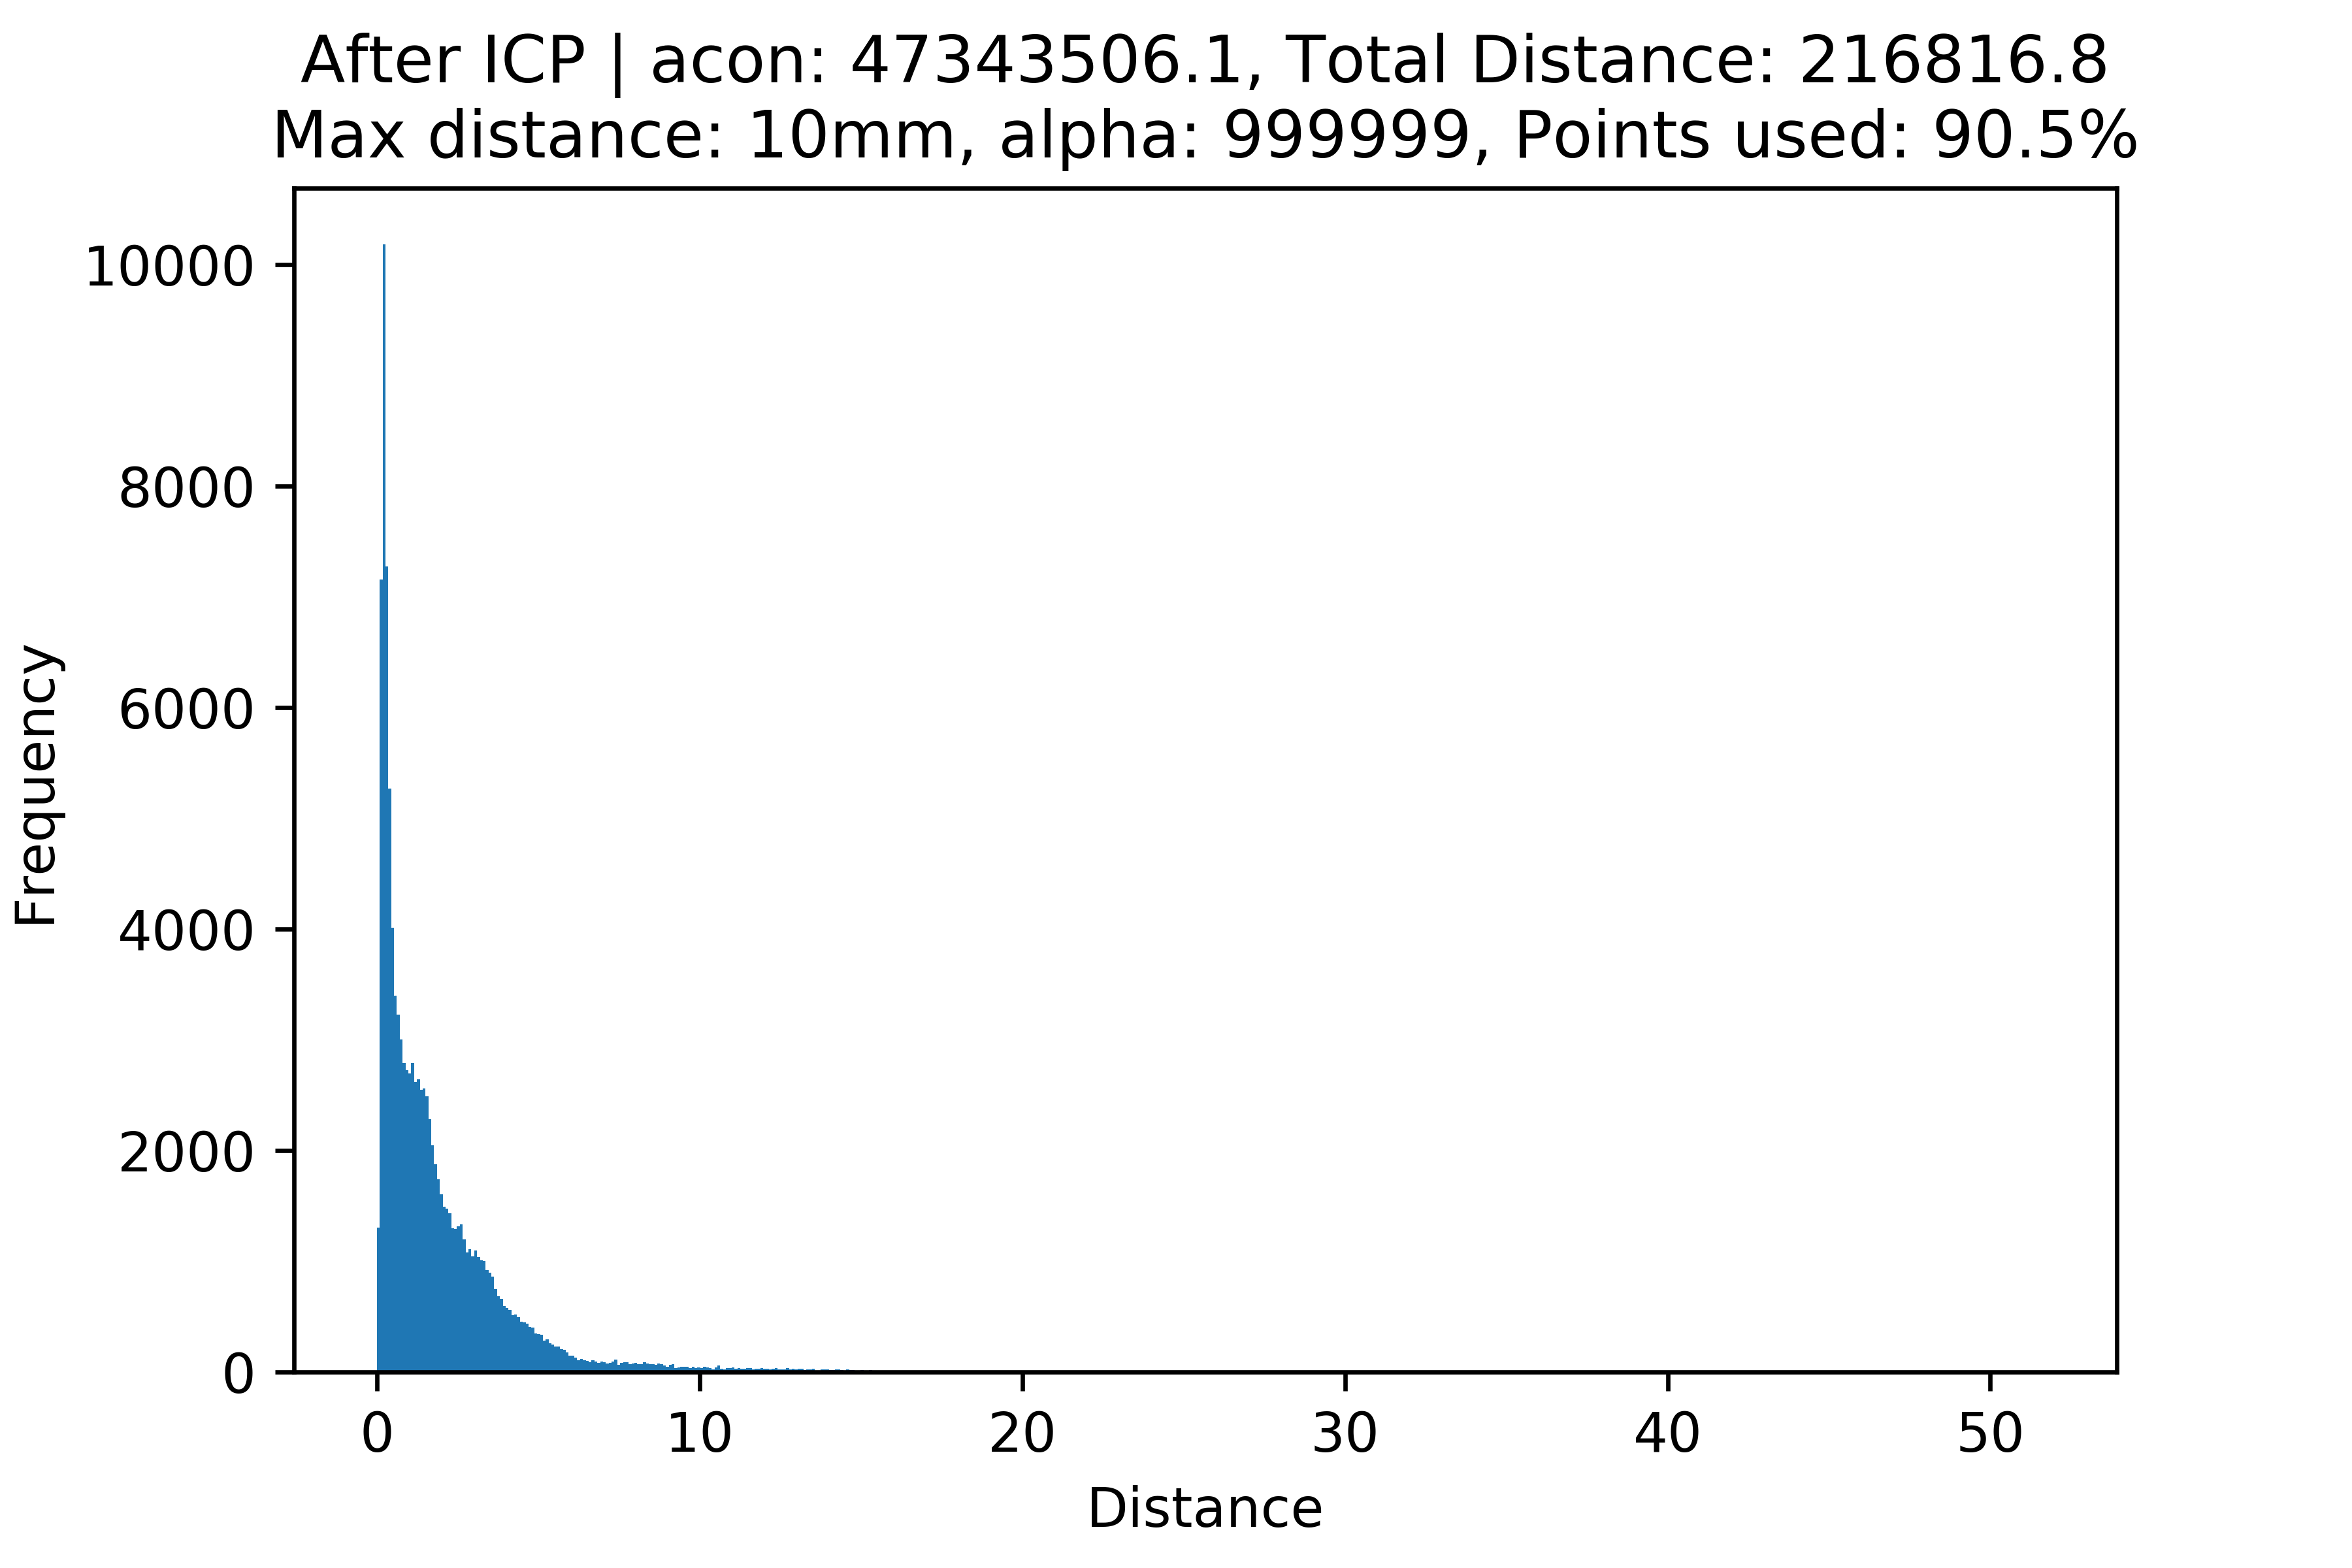 After ICP | acon: 47343506.1, Total Distance: 216816.8
Max distance: 10mm, alpha: 999999, Points used: 90.5%
10000
8000
6000
4000
2000
0
Frequency
0 10 20 30 40 50
Distance